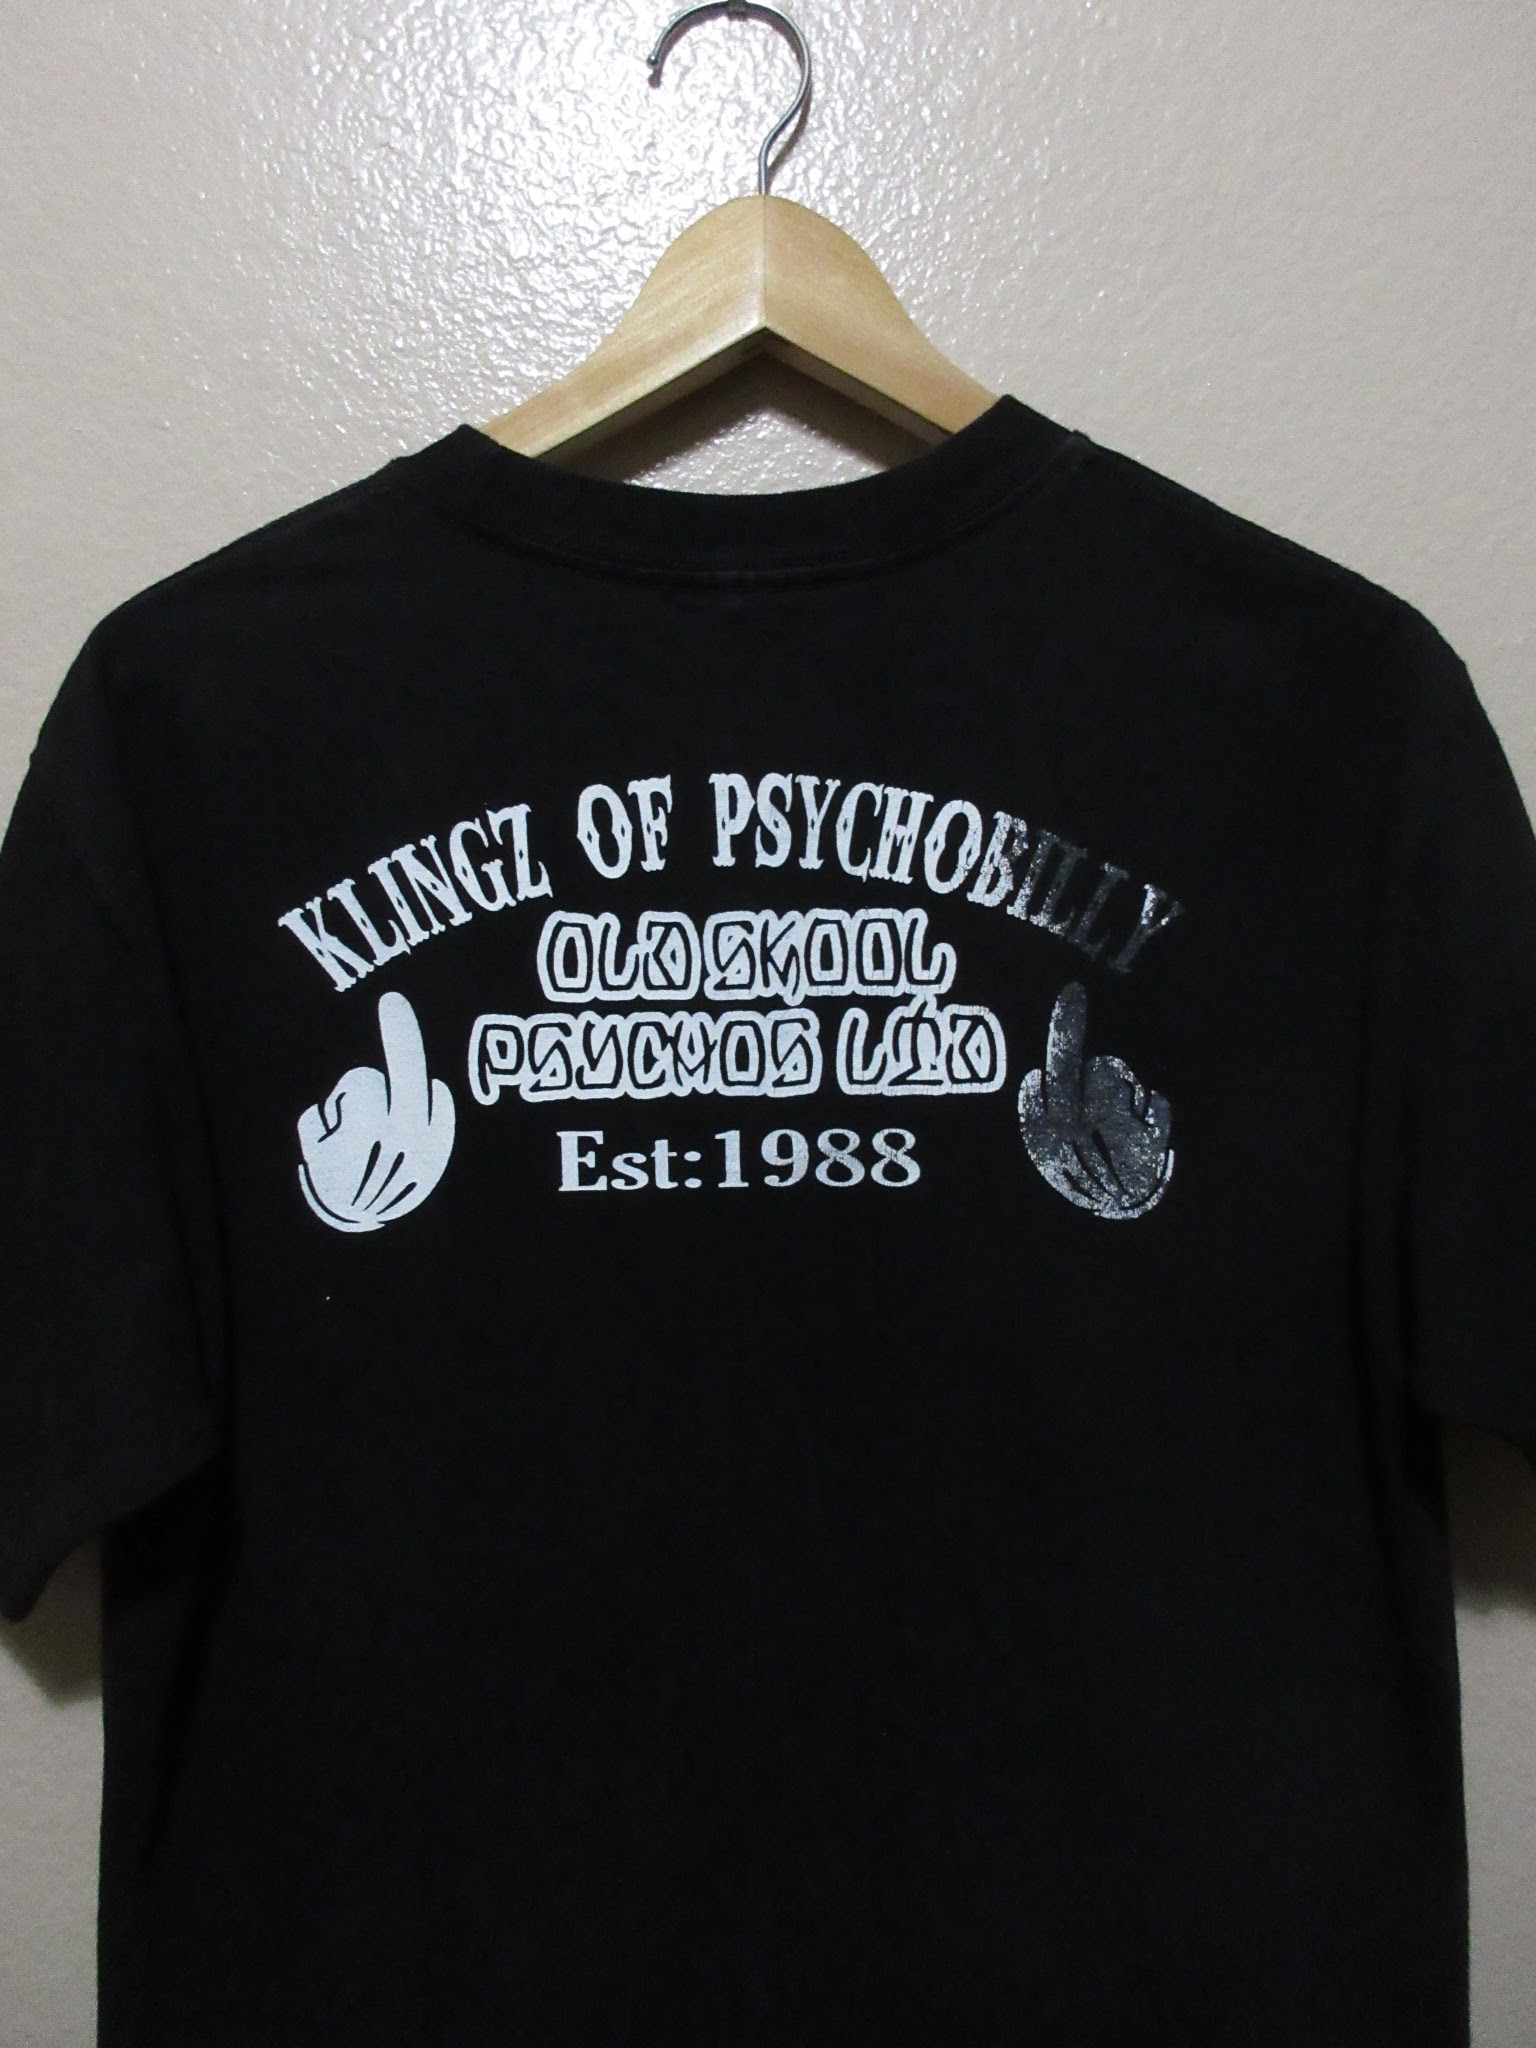 KLINGZ OF PSYCHOBILLY
OLD SKOOL
PSYCHOS LTD
Est:1988